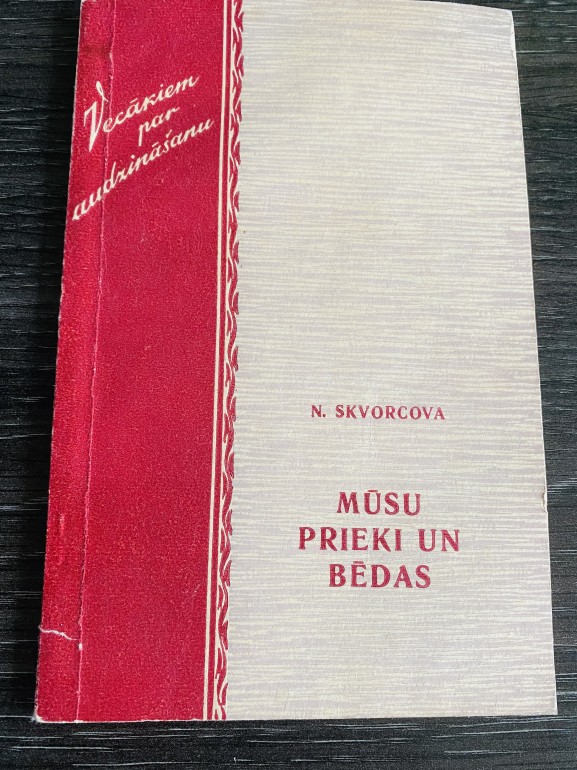 Vecākiem
par
audzināšanu
N. SKVORCOVA
MŪSU
PRIEKI UN
BĒDAS